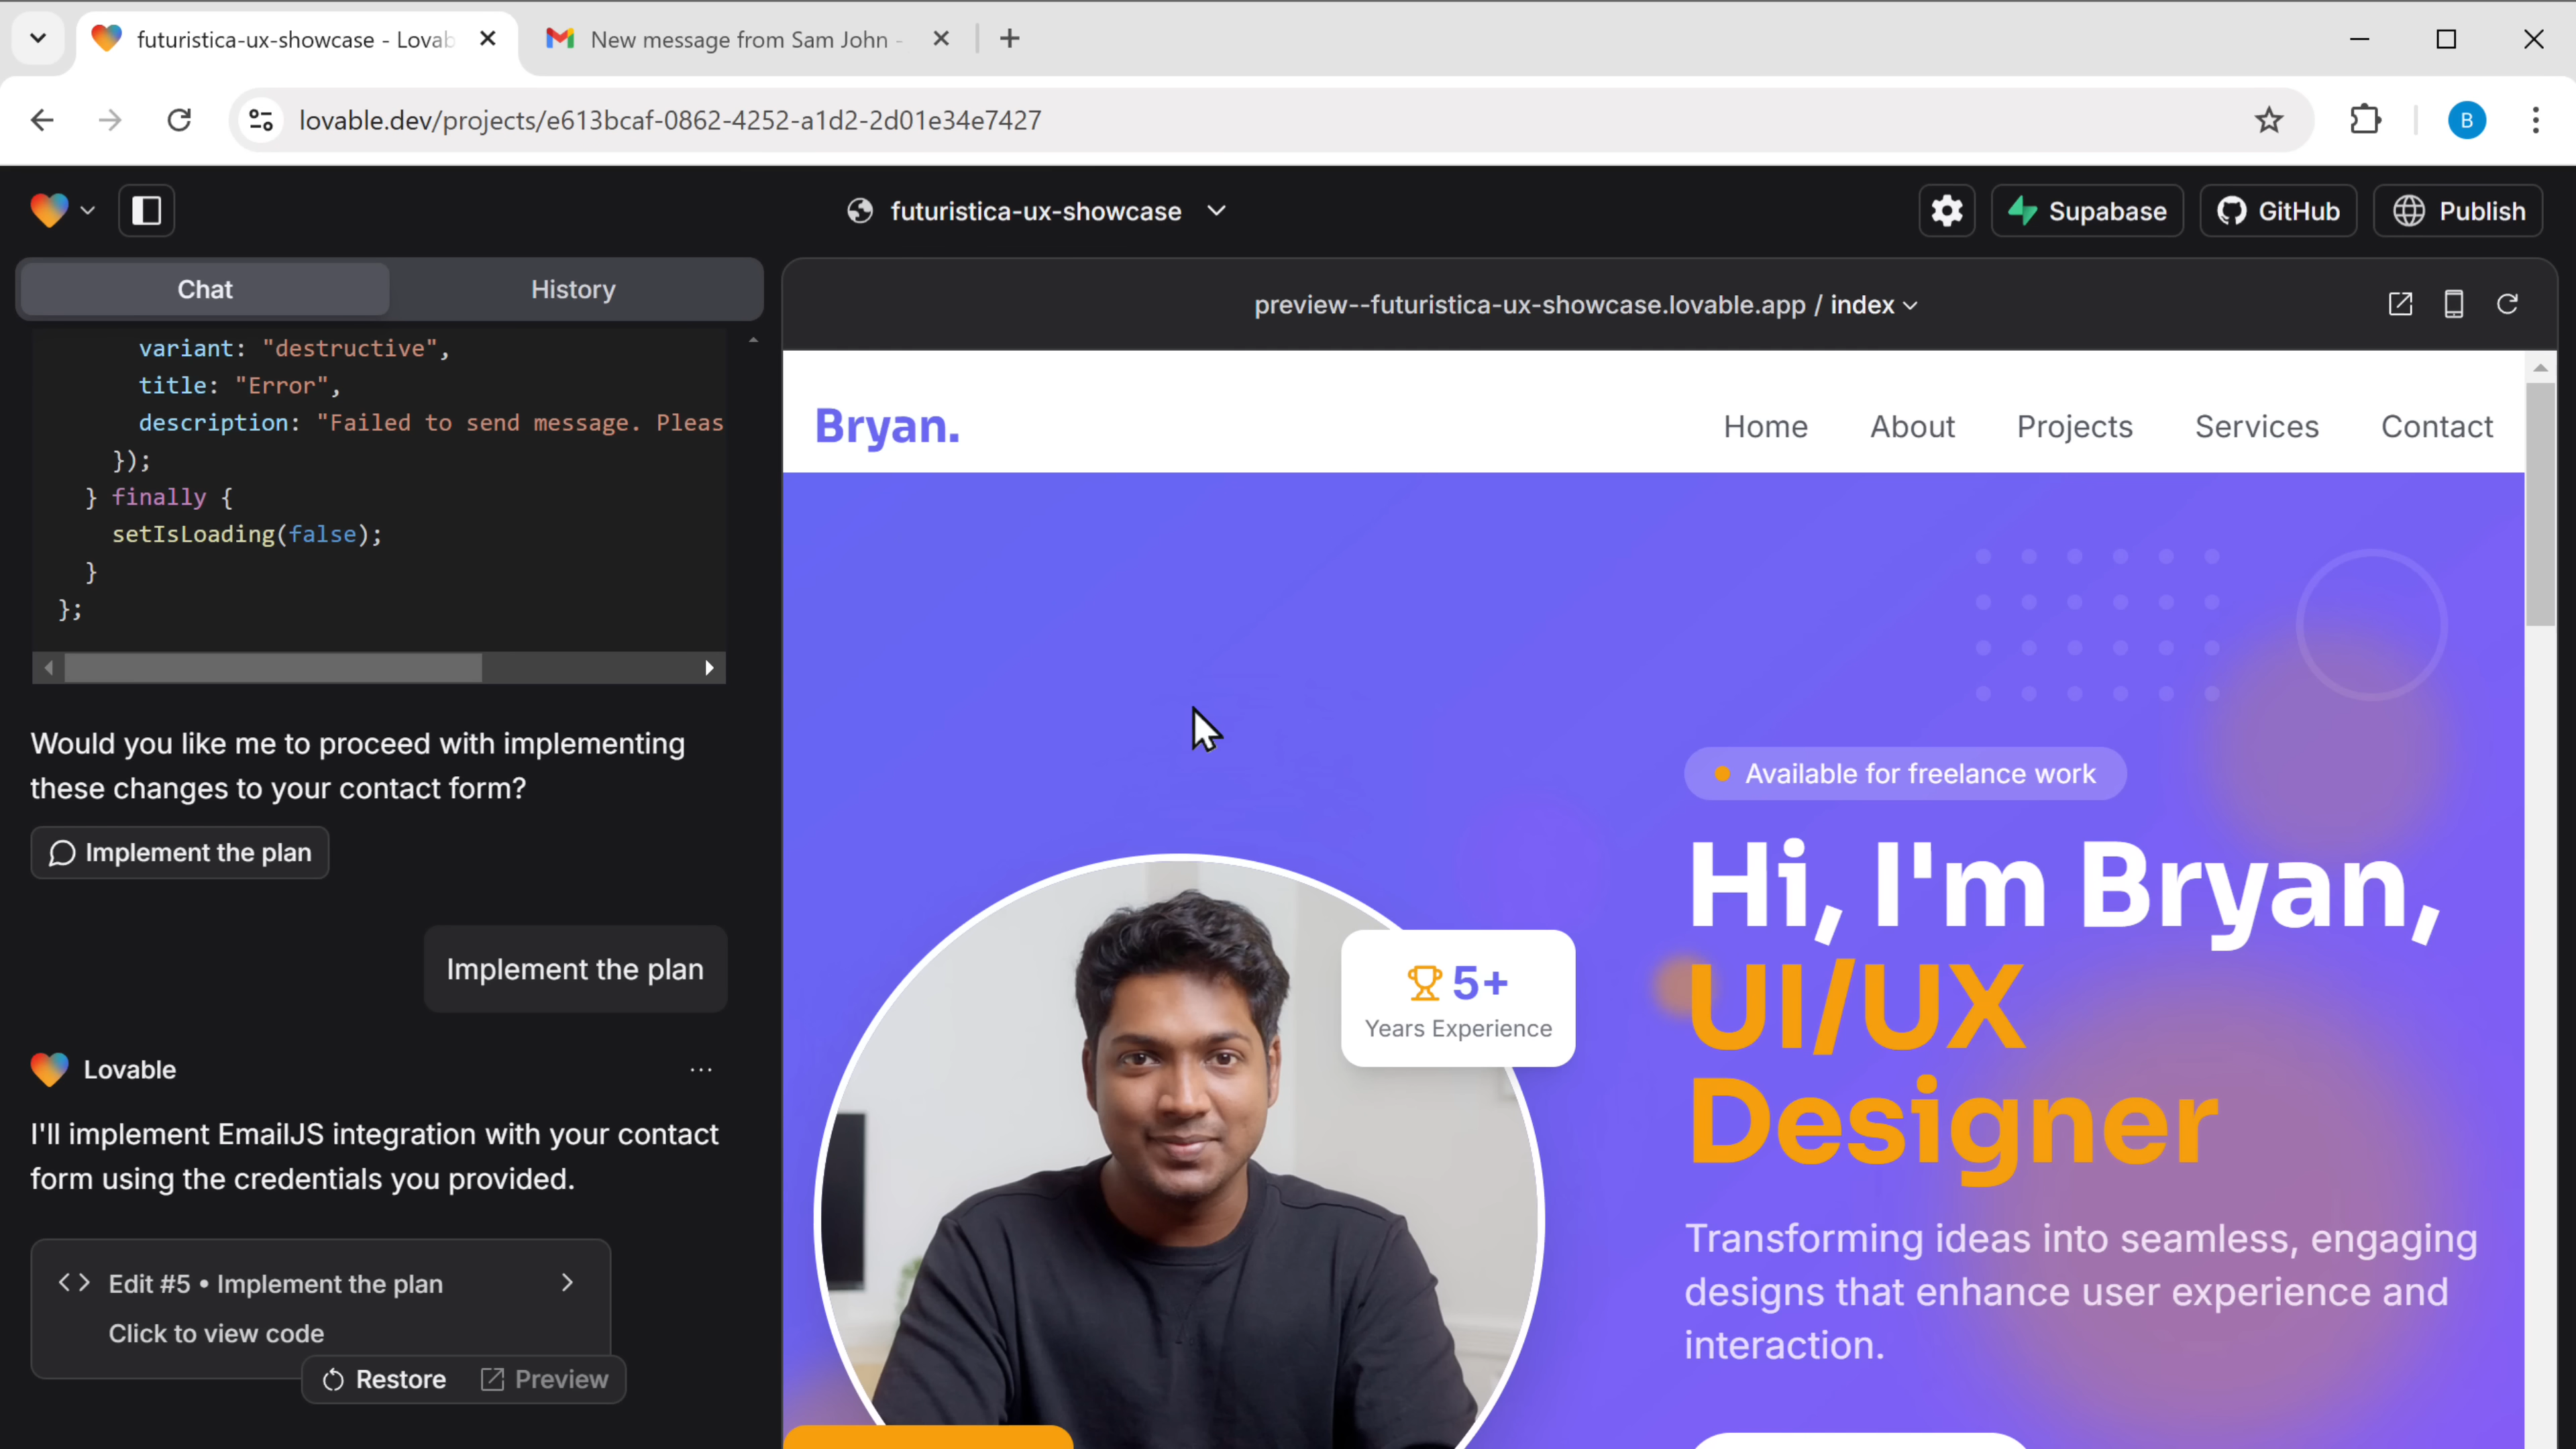 futuristica-ux-showcase - Lovab
New message from Sam John -
lovable.dev/projects/e613bcaf-0862-4252-a1d2-2d01e34e7427
B
futuristica-ux-showcase
Supabase
GitHub
Publish
Chat
History
variant: "destructive",
title: "Error",
description: "Failed to send message. Pleas
});
} finally {
setIsLoading(false);
}
};
Would you like me to proceed with implementing
these changes to your contact form?
Implement the plan
Implement the plan
Lovable
I'll implement EmailJS integration with your contact
form using the credentials you provided.
<> Edit #5 • Implement the plan
Click to view code
Restore
Preview
preview--futuristica-ux-showcase.lovable.app / index
Bryan.
Home
About
Projects
Services
Contact
Available for freelance work
Hi, I'm Bryan,
UI/UX
Designer
5+
Years Experience
Transforming ideas into seamless, engaging
designs that enhance user experience and
interaction.